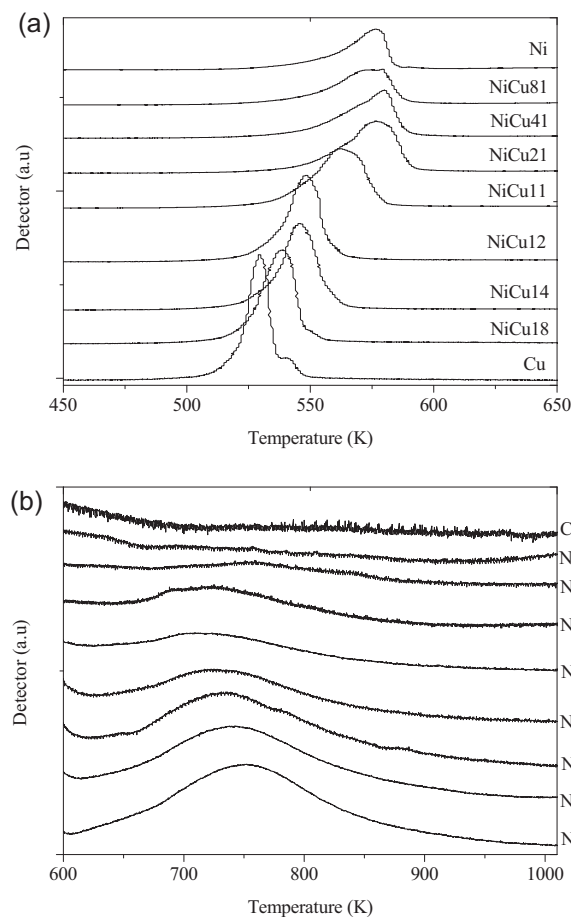 (a)
Detector (a.u)
Ni
NiCu81
NiCu41
NiCu21
NiCu11
NiCu12
NiCu14
NiCu18
Cu
450 500 550 600 650
Temperature (K)
(b)
Detector (a.u)
C
N
N
N
N
N
N
N
N
600 700 800 900 1000
Temperature (K)